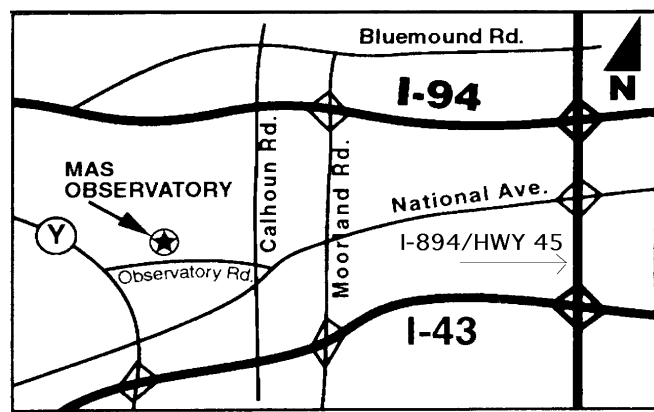 Bluemound Rd.
I-94
N
MAS
OBSERVATORY
Calhoun Rd.
Moorland Rd.
National Ave.
Y
I-894/HWY 45
Observatory Rd.
I-43